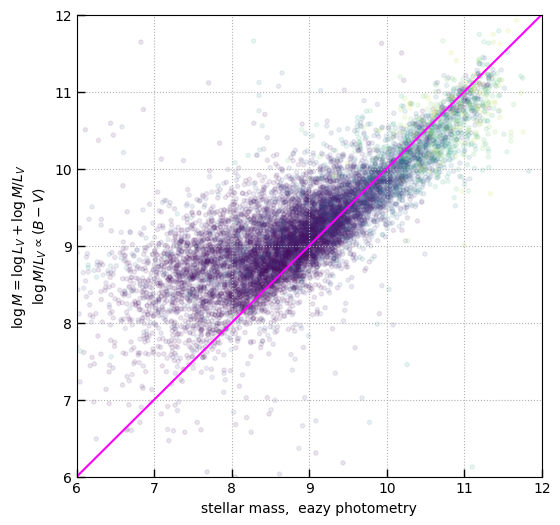 12
11
10
9
8
7
6
log M = log L_V + log M/L_V
log M/L_V ∝ (B − V)
6 7 8 9 10 11 12
stellar mass, eazy photometry